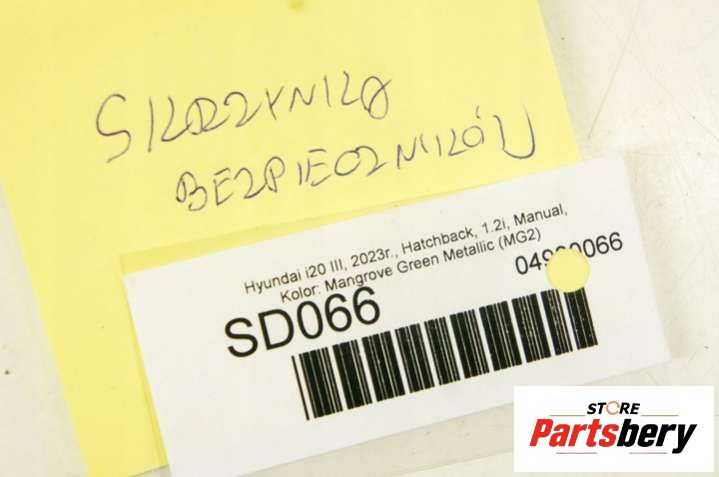 SKRZYNKA
BEZPIECZNIKÓW
Hyundai i20 III, 2023r., Hatchback, 1.2i, Manual,
Kolor: Mangrove Green Metallic (MG2)
SD066
STORE
Partsbery